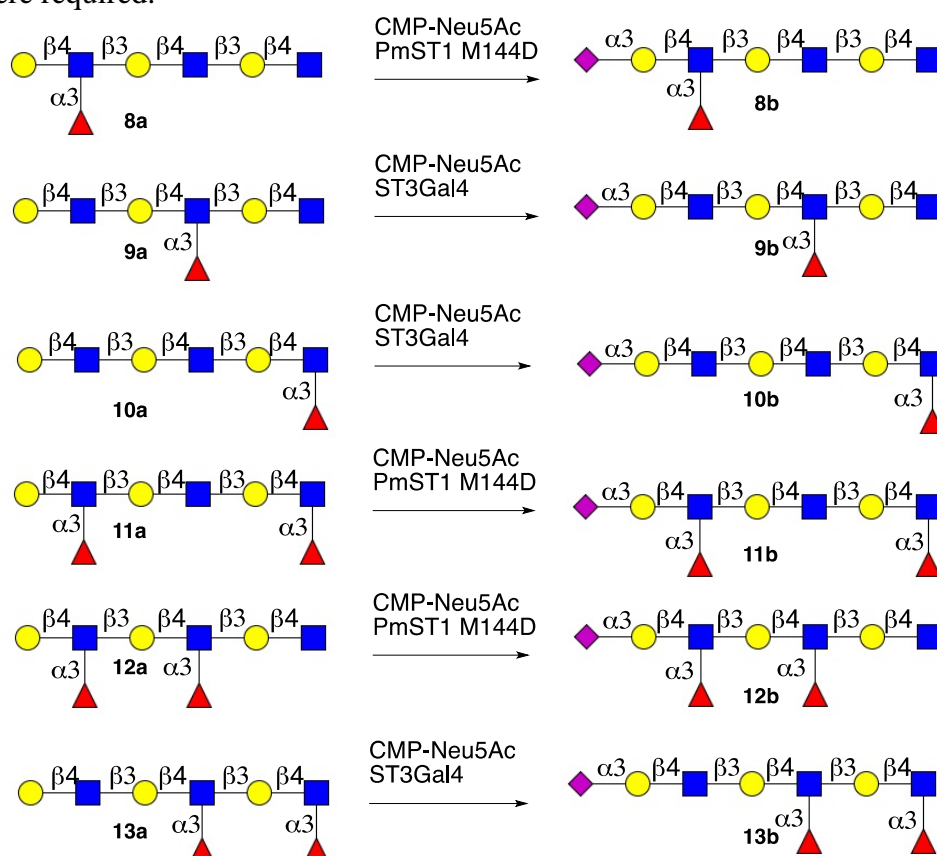 ere required.
β4 β3 β4 β3 β4
α3
8a
CMP-Neu5Ac
PmST1 M144D
α3 β4 β3 β4 β3 β4
α3
8b
β4 β3 β4 β3 β4
α3
9a
CMP-Neu5Ac
ST3Gal4
α3 β4 β3 β4 β3 β4
9b α3
β4 β3 β4 β3 β4
α3
10a
CMP-Neu5Ac
ST3Gal4
α3 β4 β3 β4 β3 β4
α3
10b
β4 β3 β4 β3 β4
α3 α3
11a
CMP-Neu5Ac
PmST1 M144D
α3 β4 β3 β4 β3 β4
α3 α3
11b
β4 β3 β4 β3 β4
α3 12a α3
CMP-Neu5Ac
PmST1 M144D
α3 β4 β3 β4 β3 β4
α3 α3
12b
β4 β3 β4 β3 β4
α3 α3
13a
CMP-Neu5Ac
ST3Gal4
α3 β4 β3 β4 β3 β4
α3 α3
13b